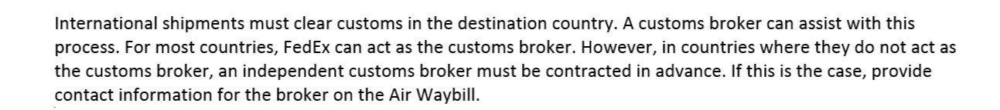 International shipments must clear customs in the destination country. A customs broker can assist with this
process. For most countries, FedEx can act as the customs broker. However, in countries where they do not act as
the customs broker, an independent customs broker must be contracted in advance. If this is the case, provide
contact information for the broker on the Air Waybill.